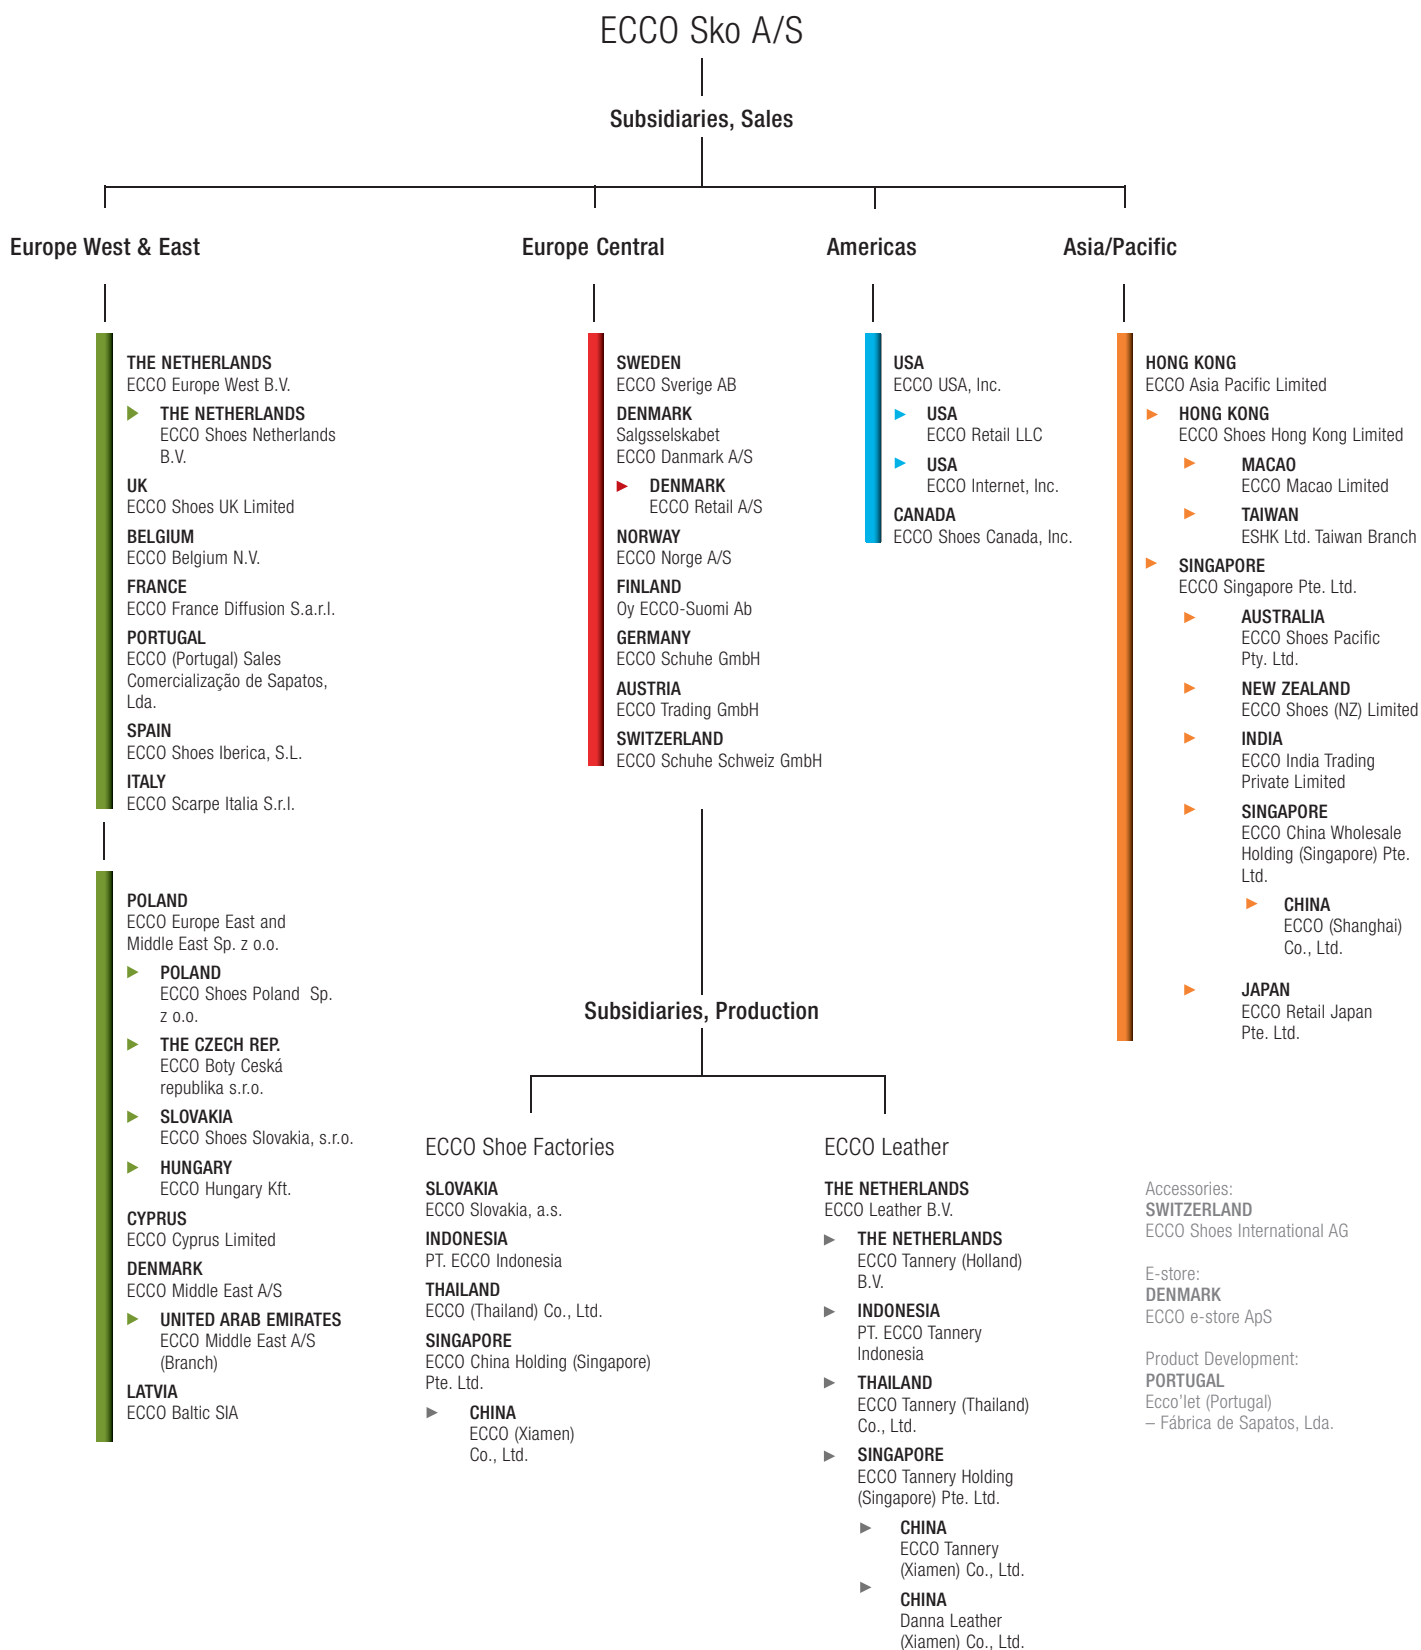 ECCO Sko A/S
Subsidiaries, Sales
Europe West & East
THE NETHERLANDS
ECCO Europe West B.V.
THE NETHERLANDS
ECCO Shoes Netherlands
B.V.
UK
ECCO Shoes UK Limited
BELGIUM
ECCO Belgium N.V.
FRANCE
ECCO France Diffusion S.a.r.l.
PORTUGAL
ECCO (Portugal) Sales
Comercialização de Sapatos,
Lda.
SPAIN
ECCO Shoes Iberica, S.L.
ITALY
ECCO Scarpe Italia S.r.l.
POLAND
ECCO Europe East and
Middle East Sp. z o.o.
POLAND
ECCO Shoes Poland Sp.
z o.o.
THE CZECH REP.
ECCO Boty Ceská
republika s.r.o.
SLOVAKIA
ECCO Shoes Slovakia, s.r.o.
HUNGARY
ECCO Hungary Kft.
CYPRUS
ECCO Cyprus Limited
DENMARK
ECCO Middle East A/S
UNITED ARAB EMIRATES
ECCO Middle East A/S
(Branch)
LATVIA
ECCO Baltic SIA
Europe Central
SWEDEN
ECCO Sverige AB
DENMARK
Salgsselskabet
ECCO Danmark A/S
DENMARK
ECCO Retail A/S
NORWAY
ECCO Norge A/S
FINLAND
Oy ECCO-Suomi Ab
GERMANY
ECCO Schuhe GmbH
AUSTRIA
ECCO Trading GmbH
SWITZERLAND
ECCO Schuhe Schweiz GmbH
Americas
USA
ECCO USA, Inc.
USA
ECCO Retail LLC
USA
ECCO Internet, Inc.
CANADA
ECCO Shoes Canada, Inc.
Asia/Pacific
HONG KONG
ECCO Asia Pacific Limited
HONG KONG
ECCO Shoes Hong Kong Limited
MACAO
ECCO Macao Limited
TAIWAN
ESHK Ltd. Taiwan Branch
SINGAPORE
ECCO Singapore Pte. Ltd.
AUSTRALIA
ECCO Shoes Pacific
Pty. Ltd.
NEW ZEALAND
ECCO Shoes (NZ) Limited
INDIA
ECCO India Trading
Private Limited
SINGAPORE
ECCO China Wholesale
Holding (Singapore) Pte.
Ltd.
CHINA
ECCO (Shanghai)
Co., Ltd.
JAPAN
ECCO Retail Japan
Pte. Ltd.
Subsidiaries, Production
ECCO Shoe Factories
SLOVAKIA
ECCO Slovakia, a.s.
INDONESIA
PT. ECCO Indonesia
THAILAND
ECCO (Thailand) Co., Ltd.
SINGAPORE
ECCO China Holding (Singapore)
Pte. Ltd.
CHINA
ECCO (Xiamen)
Co., Ltd.
ECCO Leather
THE NETHERLANDS
ECCO Leather B.V.
THE NETHERLANDS
ECCO Tannery (Holland)
B.V.
INDONESIA
PT. ECCO Tannery
Indonesia
THAILAND
ECCO Tannery (Thailand)
Co., Ltd.
SINGAPORE
ECCO Tannery Holding
(Singapore) Pte. Ltd.
CHINA
ECCO Tannery
(Xiamen) Co., Ltd.
CHINA
Danna Leather
(Xiamen) Co., Ltd.
Accessories:
SWITZERLAND
ECCO Shoes International AG
E-store:
DENMARK
ECCO e-store ApS
Product Development:
PORTUGAL
Ecco’let (Portugal)
– Fábrica de Sapatos, Lda.